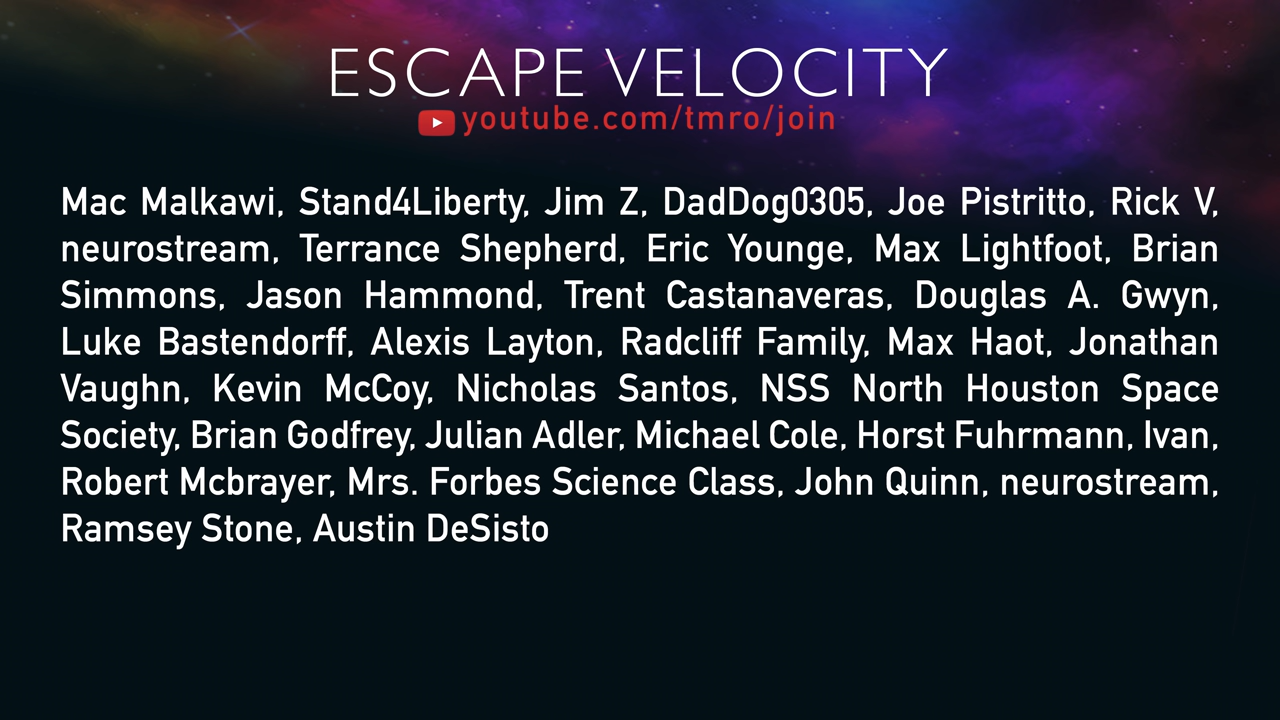 ESCAPE VELOCITY
youtube.com/tmro/join
Mac Malkawi, Stand4Liberty, Jim Z, DadDog0305, Joe Pistritto, Rick V,
neurostream, Terrance Shepherd, Eric Younge, Max Lightfoot, Brian
Simmons, Jason Hammond, Trent Castanaveras, Douglas A. Gwyn,
Luke Bastendorff, Alexis Layton, Radcliff Family, Max Haot, Jonathan
Vaughn, Kevin McCoy, Nicholas Santos, NSS North Houston Space
Society, Brian Godfrey, Julian Adler, Michael Cole, Horst Fuhrmann, Ivan,
Robert Mcbrayer, Mrs. Forbes Science Class, John Quinn, neurostream,
Ramsey Stone, Austin DeSisto